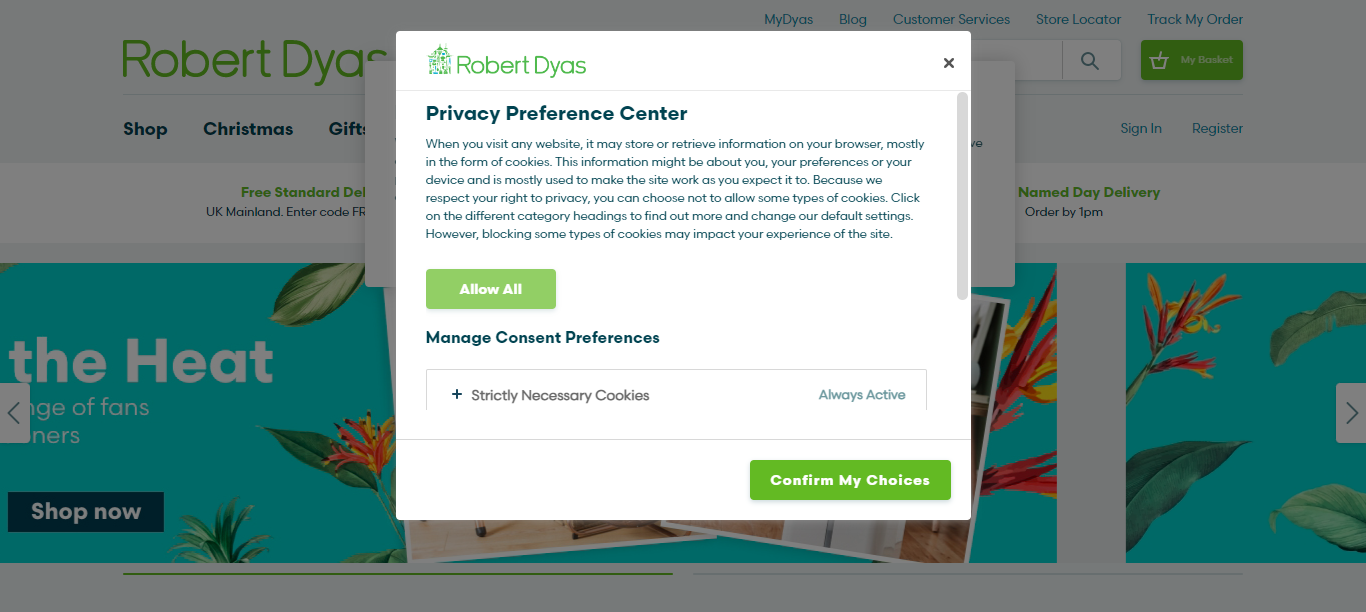 MyDyas Blog Customer Services Store Locator Track My Order
Robert Dyas
My Basket
Shop Christmas Gifts
Sign In Register
Free Standard Del
UK Mainland. Enter code FR
Named Day Delivery
Order by 1pm
the Heat
nge of fans
ners
Shop now
Robert Dyas
Privacy Preference Center
When you visit any website, it may store or retrieve information on your browser, mostly
in the form of cookies. This information might be about you, your preferences or your
device and is mostly used to make the site work as you expect it to. Because we
respect your right to privacy, you can choose not to allow some types of cookies. Click
on the different category headings to find out more and change our default settings.
However, blocking some types of cookies may impact your experience of the site.
Allow All
Manage Consent Preferences
+ Strictly Necessary Cookies Always Active
Confirm My Choices